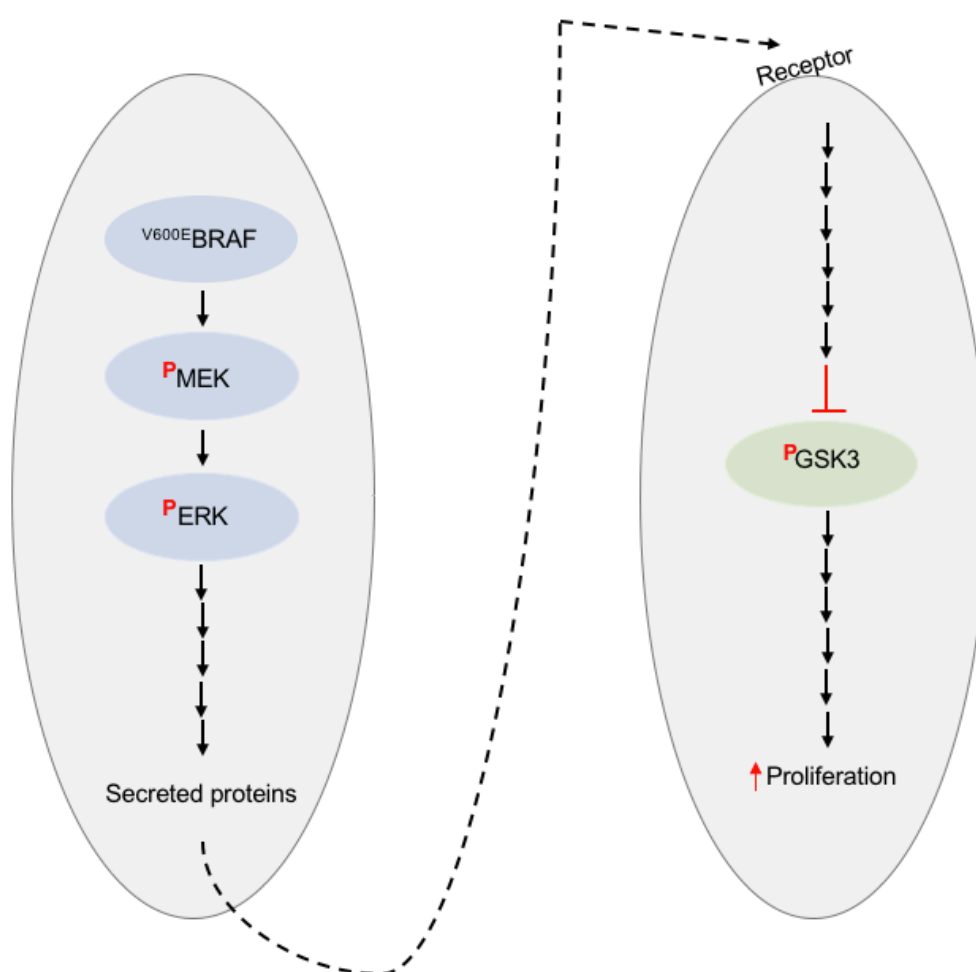 Receptor
V600EBRAF
PMEK
PERK
PGSK3
Proliferation
Secreted proteins